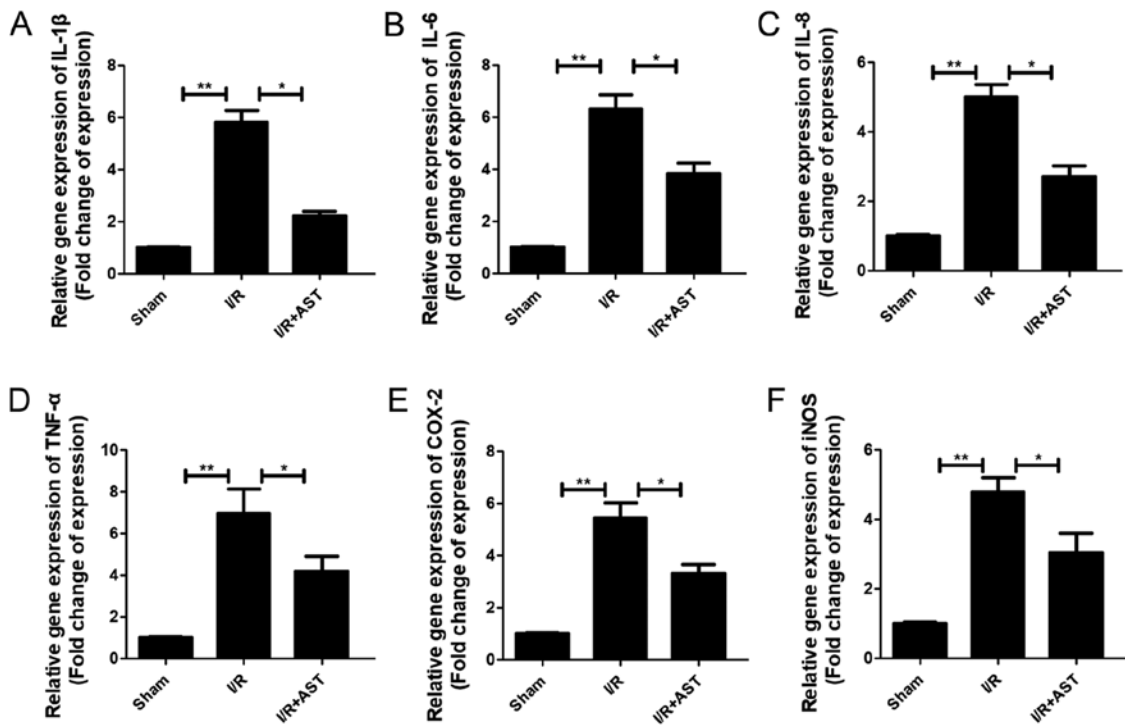 A
Relative gene expression of IL-1β
(Fold change of expression)
8
6
4
2
0
**
*
Sham
I/R
I/R+AST
B
Relative gene expression of IL-6
(Fold change of expression)
8
6
4
2
0
**
*
Sham
I/R
I/R+AST
C
Relative gene expression of IL-8
(Fold change of expression)
6
4
2
0
**
*
Sham
I/R
I/R+AST
D
Relative gene expression of TNF-α
(Fold change of expression)
10
8
6
4
2
0
**
*
Sham
I/R
I/R+AST
E
Relative gene expression of COX-2
(Fold change of expression)
8
6
4
2
0
**
*
Sham
I/R
I/R+AST
F
Relative gene expression of iNOS
(Fold change of expression)
6
4
2
0
**
*
Sham
I/R
I/R+AST